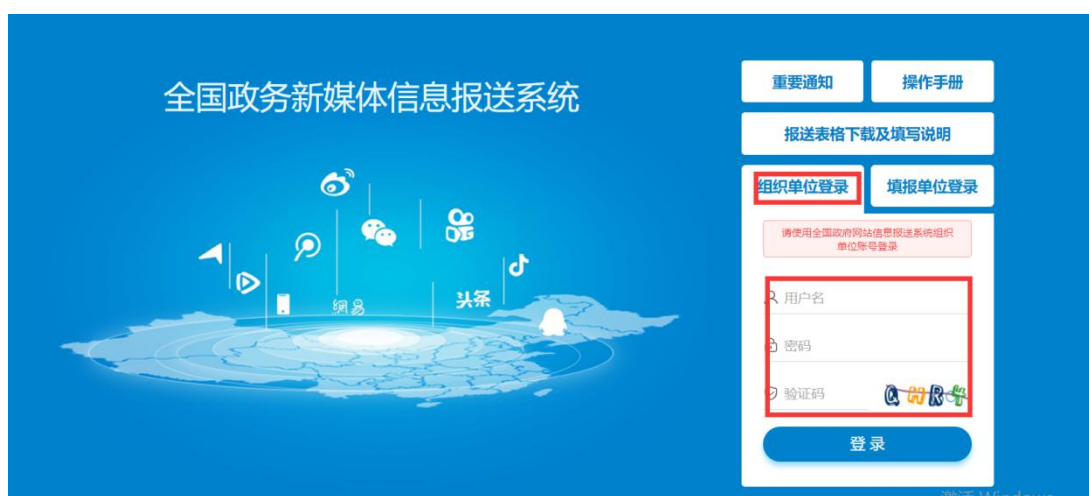 全国政务新媒体信息报送系统
重要通知
操作手册
报送表格下载及填写说明
组织单位登录
填报单位登录
请使用全国政府网站信息报送系统组织
单位账号登录
用户名
密码
验证码
QHR4
登录
網易
头条
激活 Windows